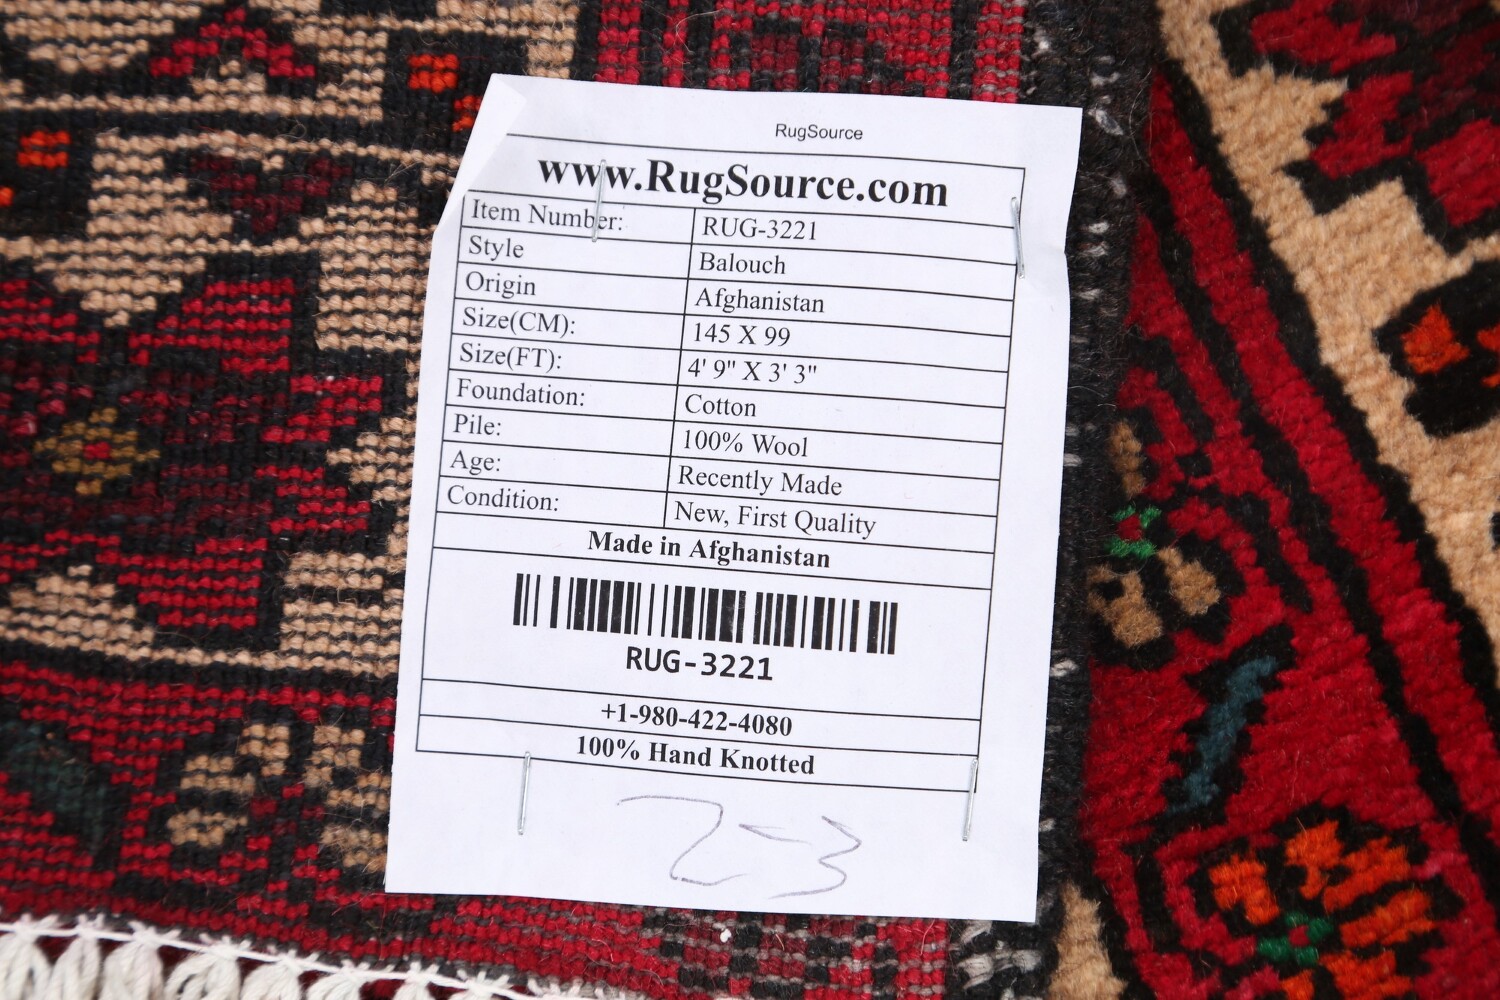 RugSource
www.RugSource.com
Item Number: RUG-3221
Style Balouch
Origin Afghanistan
Size(CM): 145 X 99
Size(FT): 4' 9" X 3' 3"
Foundation: Cotton
Pile: 100% Wool
Age: Recently Made
Condition: New, First Quality
Made in Afghanistan
RUG-3221
+1-980-422-4080
100% Hand Knotted